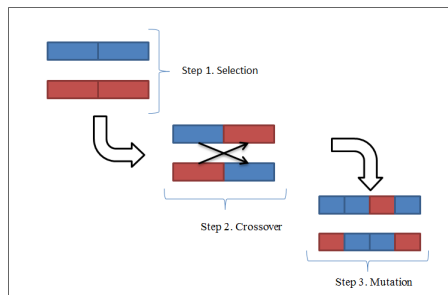 Step 1. Selection
Step 2. Crossover
Step 3. Mutation